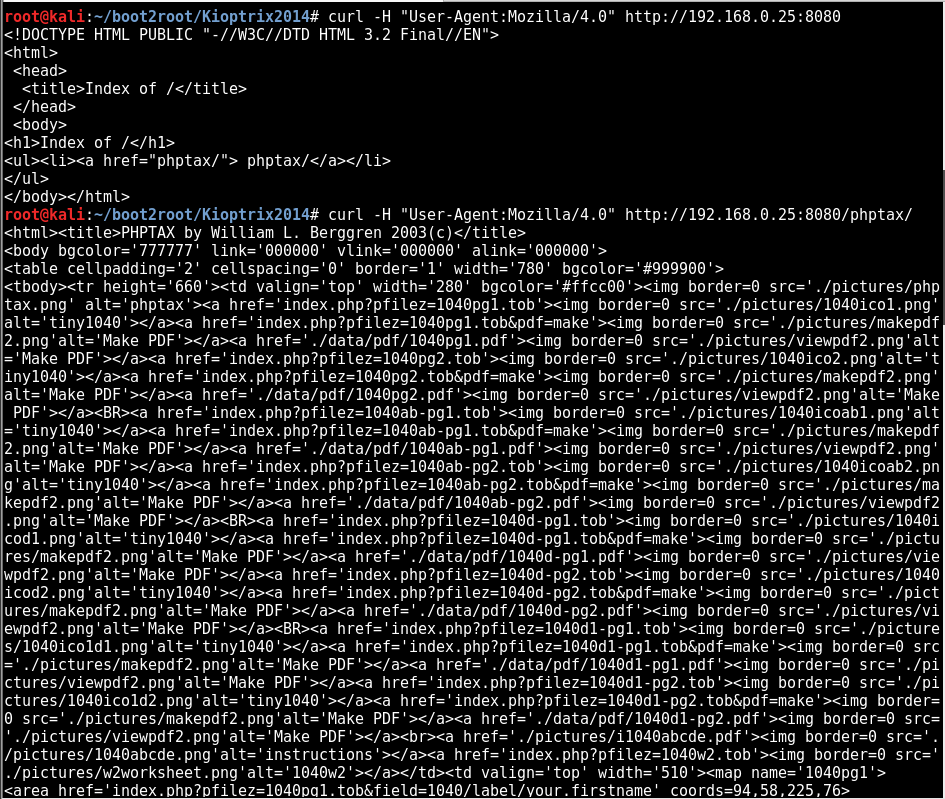 root@kali:~/boot2root/Kioptrix2014# curl -H "User-Agent:Mozilla/4.0" http://192.168.0.25:8080
<!DOCTYPE HTML PUBLIC "-//W3C//DTD HTML 3.2 Final//EN">
<html>
 <head>
  <title>Index of /</title>
 </head>
 <body>
<h1>Index of /</h1>
<ul><li><a href="phptax/"> phptax/</a></li>
</ul>
</body></html>
root@kali:~/boot2root/Kioptrix2014# curl -H "User-Agent:Mozilla/4.0" http://192.168.0.25:8080/phptax/
<html><title>PHPTAX by William L. Berggren 2003(c)</title>
<body bgcolor='777777' link='000000' vlink='000000' alink='000000'>
<table cellpadding='2' cellspacing='0' border='1' width='780' bgcolor='#999900'>
<tbody><tr height='660'><td valign='top' width='280' bgcolor='#ffcc00'><img border=0 src='./pictures/php
tax.png' alt='phptax'><a href='index.php?pfilez=1040pg1.tob'><img border=0 src='./pictures/1040ico1.png'
alt='tiny1040'></a><a href='index.php?pfilez=1040pg1.tob&pdf=make'><img border=0 src='./pictures/makepdf
2.png'alt='Make PDF'></a><a href='./data/pdf/1040pg1.pdf'><img border=0 src='./pictures/viewpdf2.png'alt
='Make PDF'></a><a href='index.php?pfilez=1040pg2.tob'><img border=0 src='./pictures/1040ico2.png'alt='t
iny1040'></a><a href='index.php?pfilez=1040pg2.tob&pdf=make'><img border=0 src='./pictures/makepdf2.png'
alt='Make PDF'></a><a href='./data/pdf/1040pg2.pdf'><img border=0 src='./pictures/viewpdf2.png'alt='Make
 PDF'></a><BR><a href='index.php?pfilez=1040ab-pg1.tob'><img border=0 src='./pictures/1040icoab1.png'alt
='tiny1040'></a><a href='index.php?pfilez=1040ab-pg1.tob&pdf=make'><img border=0 src='./pictures/makepdf
2.png'alt='Make PDF'></a><a href='./data/pdf/1040ab-pg1.pdf'><img border=0 src='./pictures/viewpdf2.png'
alt='Make PDF'></a><a href='index.php?pfilez=1040ab-pg2.tob'><img border=0 src='./pictures/1040icoab2.pn
g'alt='tiny1040'></a><a href='index.php?pfilez=1040ab-pg2.tob&pdf=make'><img border=0 src='./pictures/ma
kepdf2.png'alt='Make PDF'></a><a href='./data/pdf/1040ab-pg2.pdf'><img border=0 src='./pictures/viewpdf2
.png'alt='Make PDF'></a><BR><a href='index.php?pfilez=1040d-pg1.tob'><img border=0 src='./pictures/1040i
cod1.png'alt='tiny1040'></a><a href='index.php?pfilez=1040d-pg1.tob&pdf=make'><img border=0 src='./pictu
res/makepdf2.png'alt='Make PDF'></a><a href='./data/pdf/1040d-pg1.pdf'><img border=0 src='./pictures/vie
wpdf2.png'alt='Make PDF'></a><a href='index.php?pfilez=1040d-pg2.tob'><img border=0 src='./pictures/1040
icod2.png'alt='tiny1040'></a><a href='index.php?pfilez=1040d-pg2.tob&pdf=make'><img border=0 src='./pict
ures/makepdf2.png'alt='Make PDF'></a><a href='./data/pdf/1040d-pg2.pdf'><img border=0 src='./pictures/vi
ewpdf2.png'alt='Make PDF'></a><BR><a href='index.php?pfilez=1040d1-pg1.tob'><img border=0 src='./picture
s/1040ico1d1.png'alt='tiny1040'></a><a href='index.php?pfilez=1040d1-pg1.tob&pdf=make'><img border=0 src
='./pictures/makepdf2.png'alt='Make PDF'></a><a href='./data/pdf/1040d1-pg1.pdf'><img border=0 src='./pi
ctures/viewpdf2.png'alt='Make PDF'></a><a href='index.php?pfilez=1040d1-pg2.tob'><img border=0 src='./pi
ctures/1040ico1d2.png'alt='tiny1040'></a><a href='index.php?pfilez=1040d1-pg2.tob&pdf=make'><img border=
0 src='./pictures/makepdf2.png'alt='Make PDF'></a><a href='./data/pdf/1040d1-pg2.pdf'><img border=0 src=
'./pictures/viewpdf2.png'alt='Make PDF'></a><br><a href='./pictures/i1040abcde.pdf'><img border=0 src='.
/pictures/1040abcde.png'alt='instructions'></a><a href='index.php?pfilez=1040w2.tob'><img border=0 src='
./pictures/w2worksheet.png'alt='1040w2'></a></td><td valign='top' width='510'><map name='1040pg1'>
<area href='index.php?pfilez=1040pg1.tob&field=1040/label/your.firstname' coords=94,58,225,76>